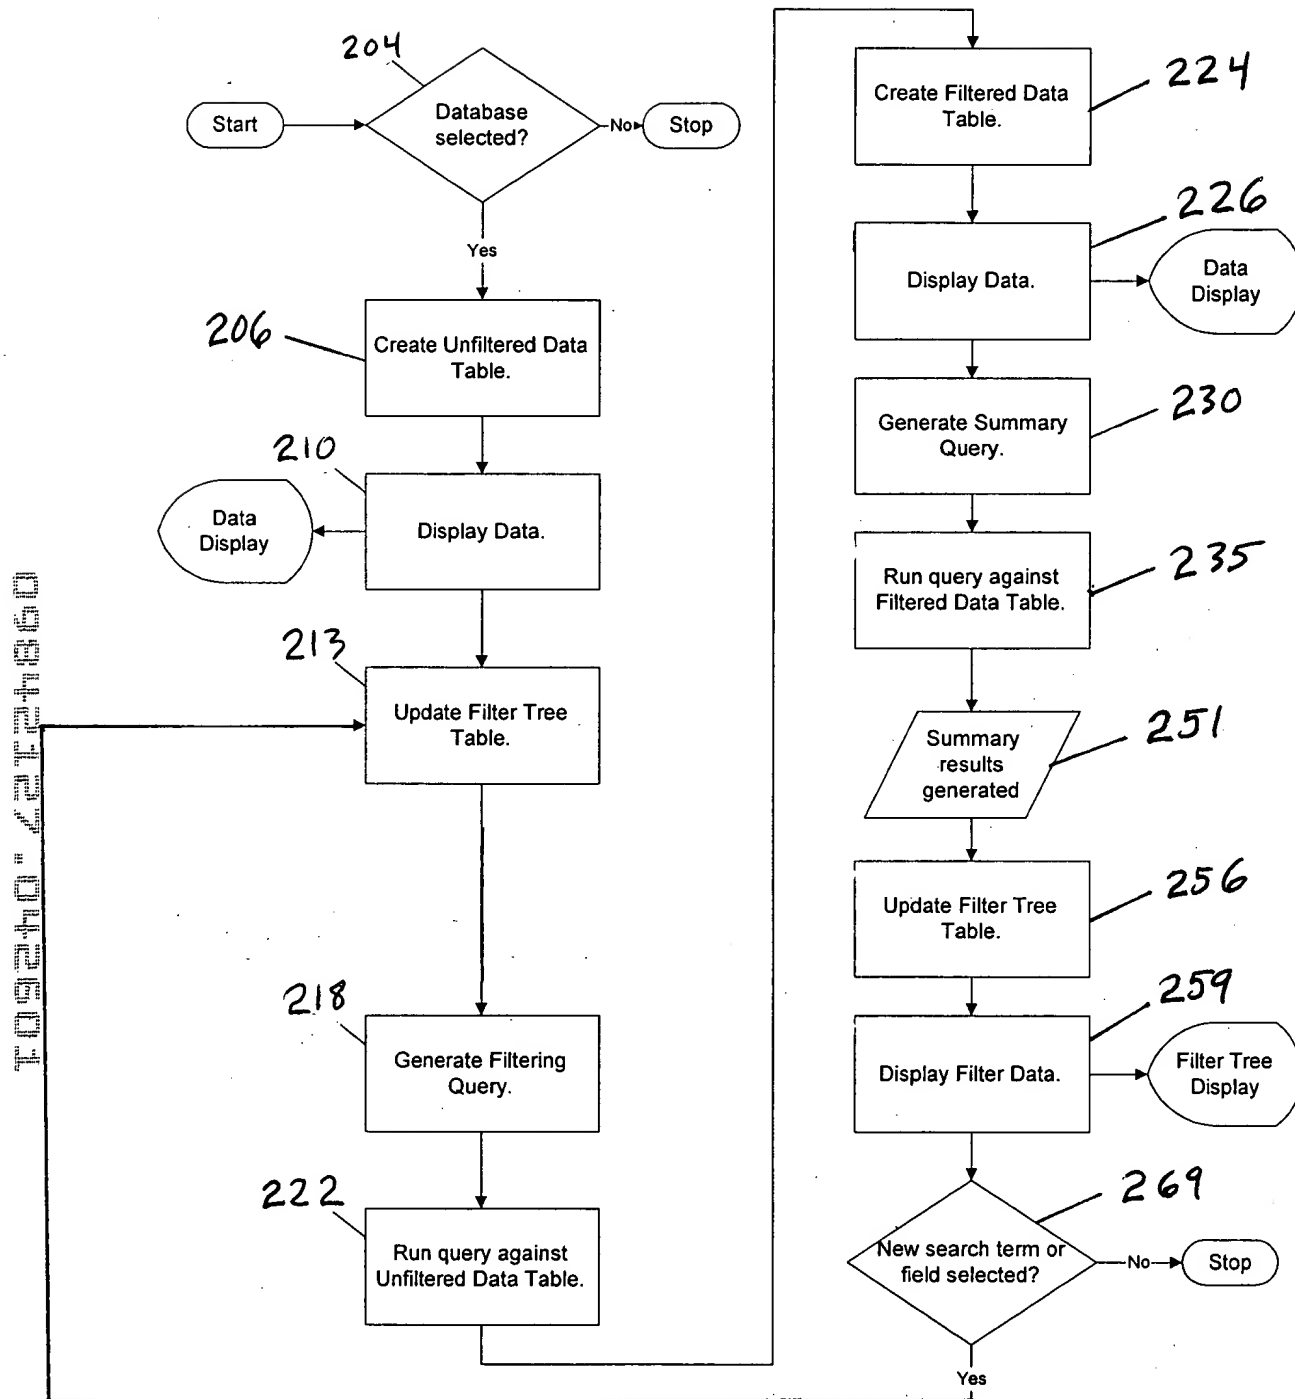 204
Start
Database
selected?
No
Stop
Yes
206
Create Unfiltered Data
Table.
210
Data
Display
Display Data.
213
Update Filter Tree
Table.
218
Generate Filtering
Query.
222
Run query against
Unfiltered Data Table.
224
Create Filtered Data
Table.
226
Display Data.
Data
Display
230
Generate Summary
Query.
235
Run query against
Filtered Data Table.
251
Summary
results
generated
256
Update Filter Tree
Table.
259
Display Filter Data.
Filter Tree
Display
269
New search term or
field selected?
No
Stop
Yes